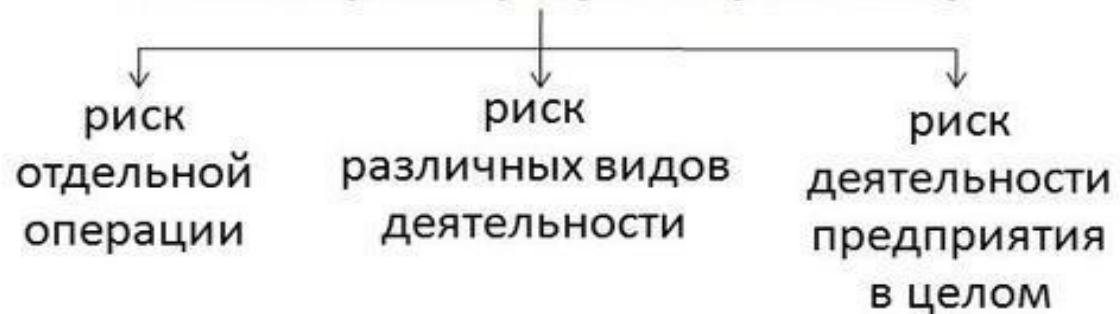 риск
отдельной
операции
риск
различных видов
деятельности
риск
деятельности
предприятия
в целом